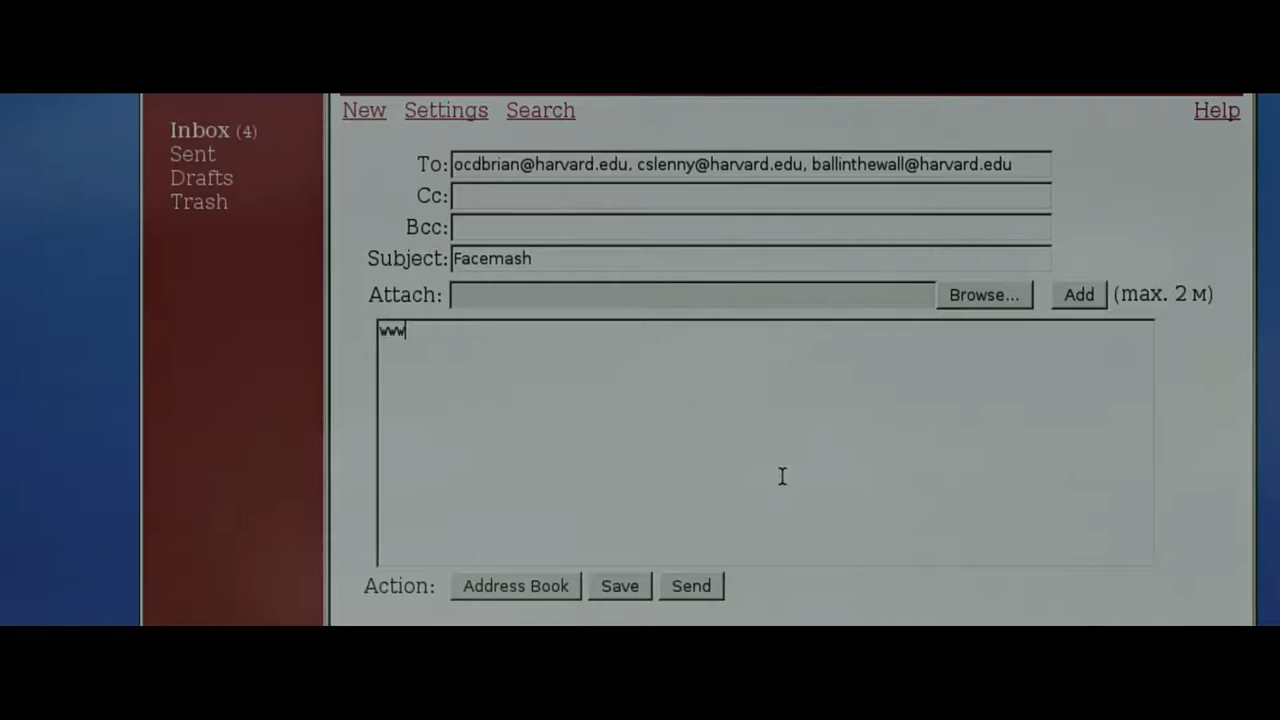 New Settings Search Help
Inbox (4)
Sent
Drafts
Trash
To: ocdbrian@harvard.edu, cslenny@harvard.edu, ballinthewall@harvard.edu
Cc:
Bcc:
Subject: Facemash
Attach: Browse... Add (max. 2 M)
www
Action: Address Book Save Send